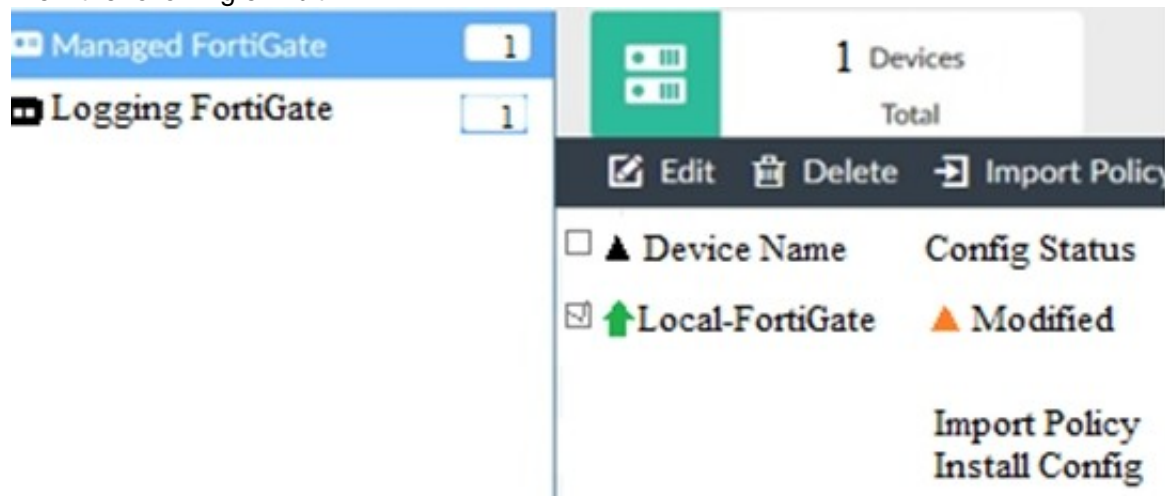 Managed FortiGate 1
Logging FortiGate 1
1 Devices
Total
Edit Delete Import Policy
Device Name Config Status
Local-FortiGate Modified
Import Policy
Install Config